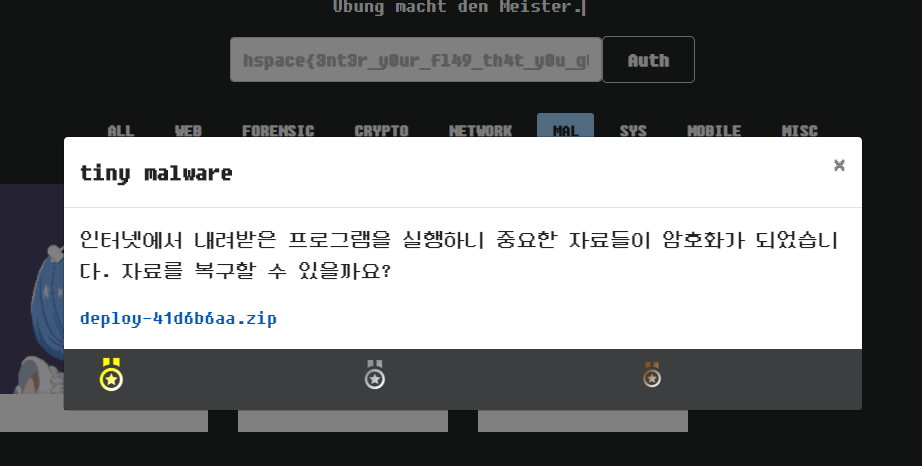 Übung macht den Meister.
hspace{3nt3r_y0ur_fl49_th4t_y0u_g
Auth
ALL WEB FORENSIC CRYPTO NETWORK MAL SYS MOBILE MISC
tiny malware ×
인터넷에서 내려받은 프로그램을 실행하니 중요한 자료들이 암호화가 되었습니
다. 자료를 복구할 수 있을까요?
deploy-41d6b6aa.zip